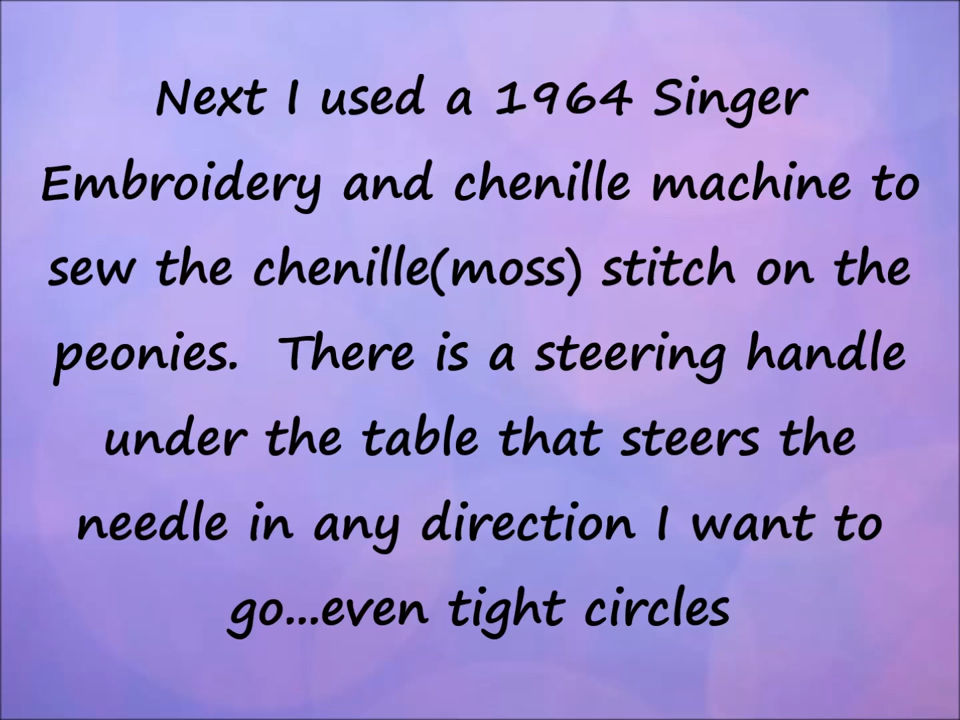 Next I used a 1964 Singer
Embroidery and chenille machine to
sew the chenille(moss) stitch on the
peonies.  There is a steering handle
under the table that steers the
needle in any direction I want to
go...even tight circles